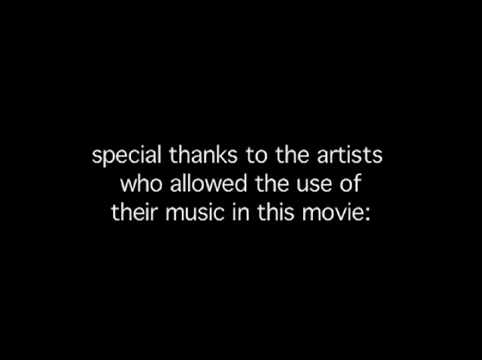 special thanks to the artists
who allowed the use of
their music in this movie: